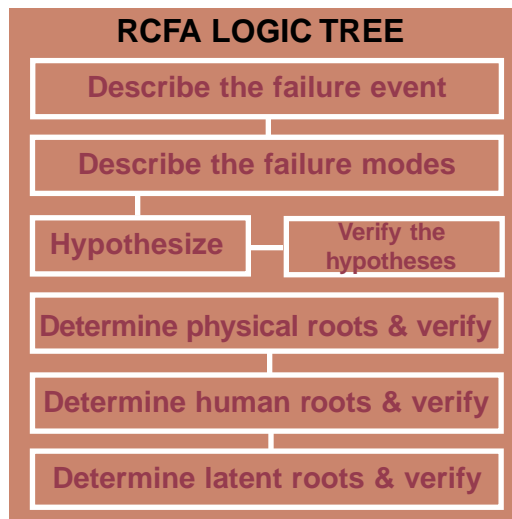 RCFA LOGIC TREE
Describe the failure event
Describe the failure modes
Hypothesize
Verify the
hypotheses
Determine physical roots & verify
Determine human roots & verify
Determine latent roots & verify